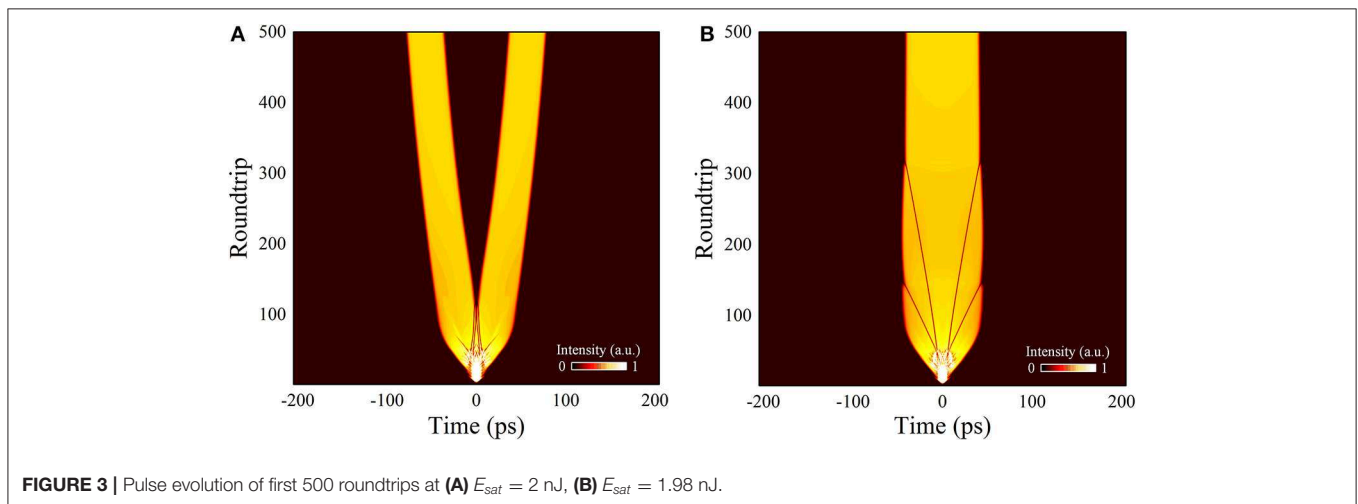 A
500
400
300
200
100
Roundtrip
Intensity (a.u.)
0 1
-200 -100 0 100 200
Time (ps)
B
500
400
300
200
100
Roundtrip
Intensity (a.u.)
0 1
-200 -100 0 100 200
Time (ps)
FIGURE 3 | Pulse evolution of first 500 roundtrips at (A) Esat = 2 nJ, (B) Esat = 1.98 nJ.